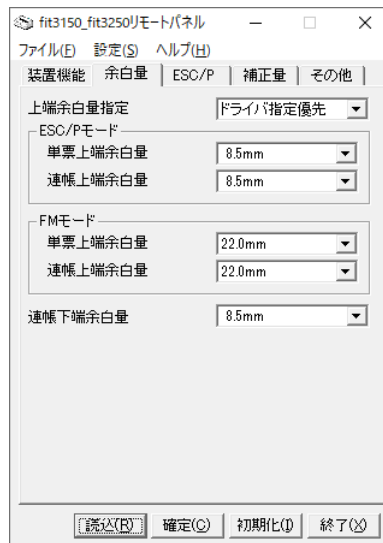 fit3150_fit3250リモートパネル
ファイル(F) 設定(S) ヘルプ(H)
装置機能 余白量 ESC/P 補正量 その他
上端余白量指定 ドライバ指定優先
ESC/Pモード
単票上端余白量 8.5mm
連帳上端余白量 8.5mm
FMモード
単票上端余白量 22.0mm
連帳上端余白量 22.0mm
連帳下端余白量 8.5mm
読込(R) 確定(C) 初期化(I) 終了(X)